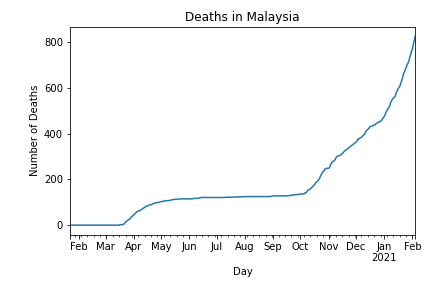 Deaths in Malaysia
Number of Deaths
800
600
400
200
0
Feb Mar Apr May Jun Jul Aug Sep Oct Nov Dec Jan Feb
2021
Day